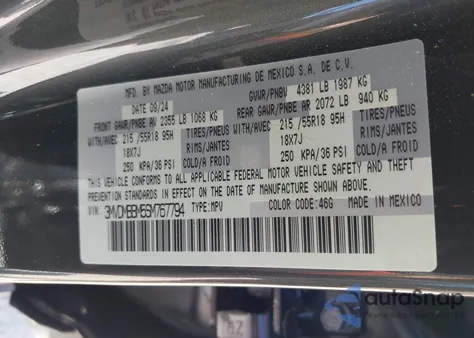 MFD. BY MAZDA MOTOR MANUFACTURING DE MEXICO S.A. DE C.V.
DATE 09/24 GVWR/PNBV 4381 LB 1987 KG
FRONT GAWR/PNBE AV 2355 LB 1068 KG REAR GAWR/PNBE AR 2072 LB 940 KG
WITH/AVEC 215 /55R18 95H TIRES/PNEUS WITH/AVEC 215 /55R18 95H TIRES/PNEUS
18X7J RIMS/JANTES 18X7J RIMS/JANTES
250 KPA/36 PSI COLD/A FROID 250 KPA/36 PSI COLD/A FROID
THIS VEHICLE CONFORMS TO ALL APPLICABLE FEDERAL MOTOR VEHICLE SAFETY AND THEFT
PREVENTION STANDARDS IN EFFECT ON THE DATE OF MANUFACTURE SHOWN ABOVE.
VIN: TYPE:MPV COLOR CODE:46G MADE IN MEXICO
autoSnap